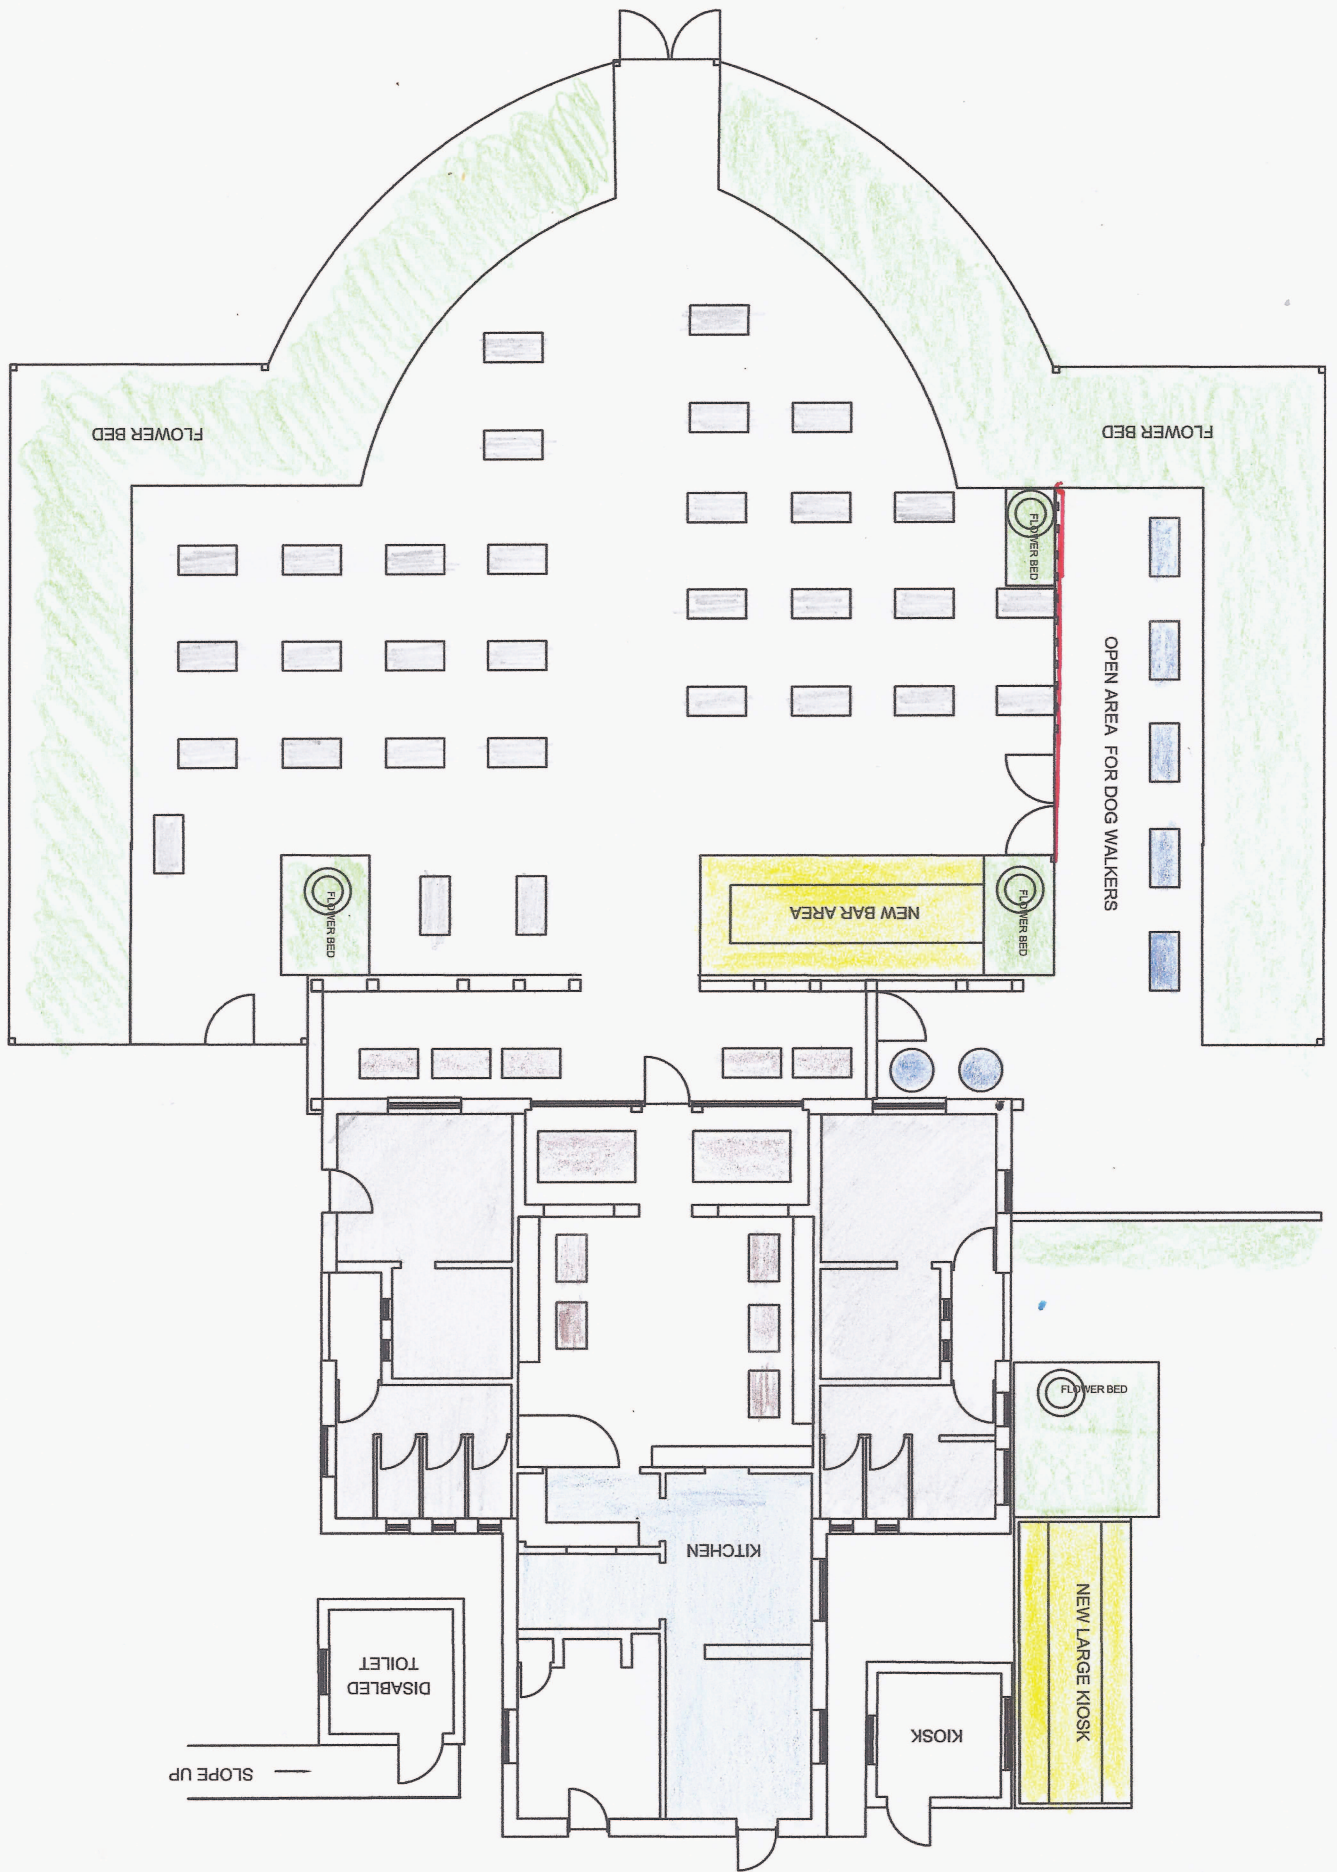 FLOWER BED
FLOWER BED
FLOWER BED
OPEN AREA FOR DOG WALKERS
FLOWER BED
NEW BAR AREA
FLOWER BED
FLOWER BED
KITCHEN
NEW LARGE KIOSK
DISABLED
TOILET
KIOSK
SLOPE UP